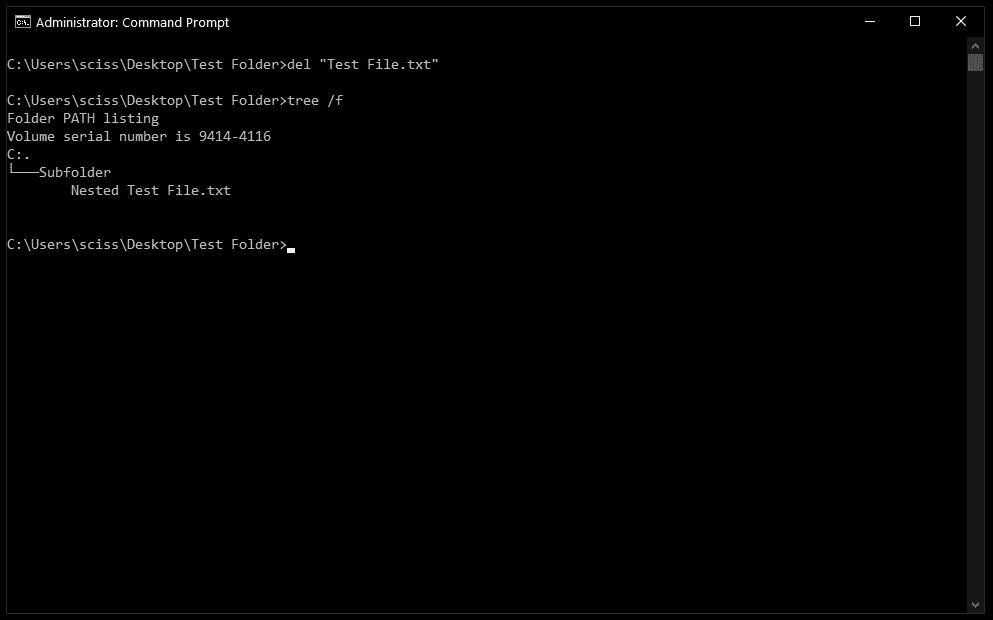 Administrator: Command Prompt
C:\Users\sciss\Desktop\Test Folder>del "Test File.txt"
C:\Users\sciss\Desktop\Test Folder>tree /f
Folder PATH listing
Volume serial number is 9414-4116
C:.
└───Subfolder
        Nested Test File.txt
C:\Users\sciss\Desktop\Test Folder>